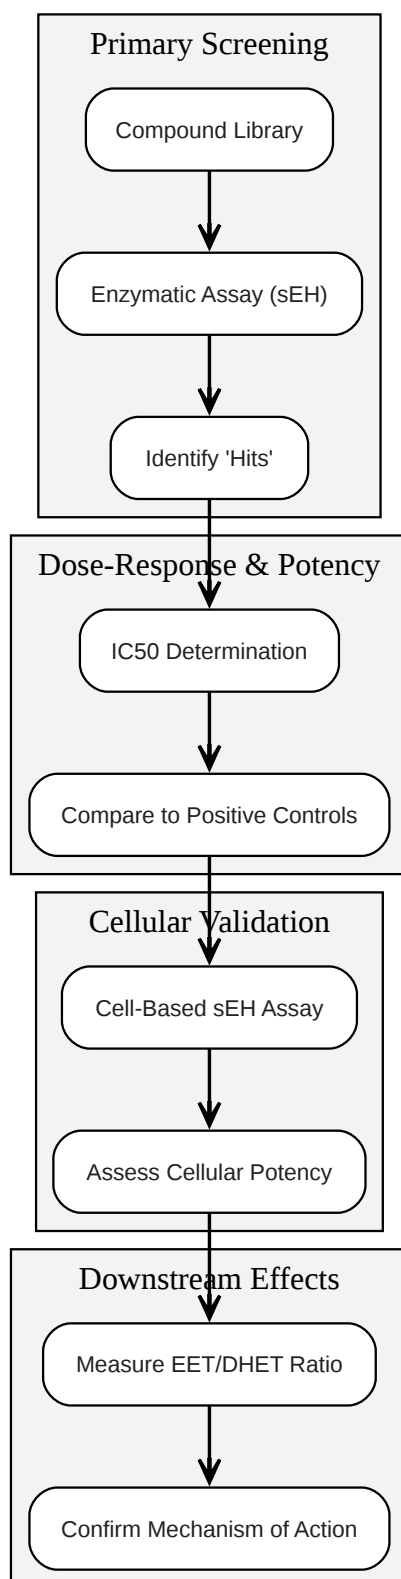 Primary Screening
Compound Library
Enzymatic Assay (sEH)
Identify 'Hits'
Dose-Response & Potency
IC50 Determination
Compare to Positive Controls
Cellular Validation
Cell-Based sEH Assay
Assess Cellular Potency
Downstream Effects
Measure EET/DHET Ratio
Confirm Mechanism of Action